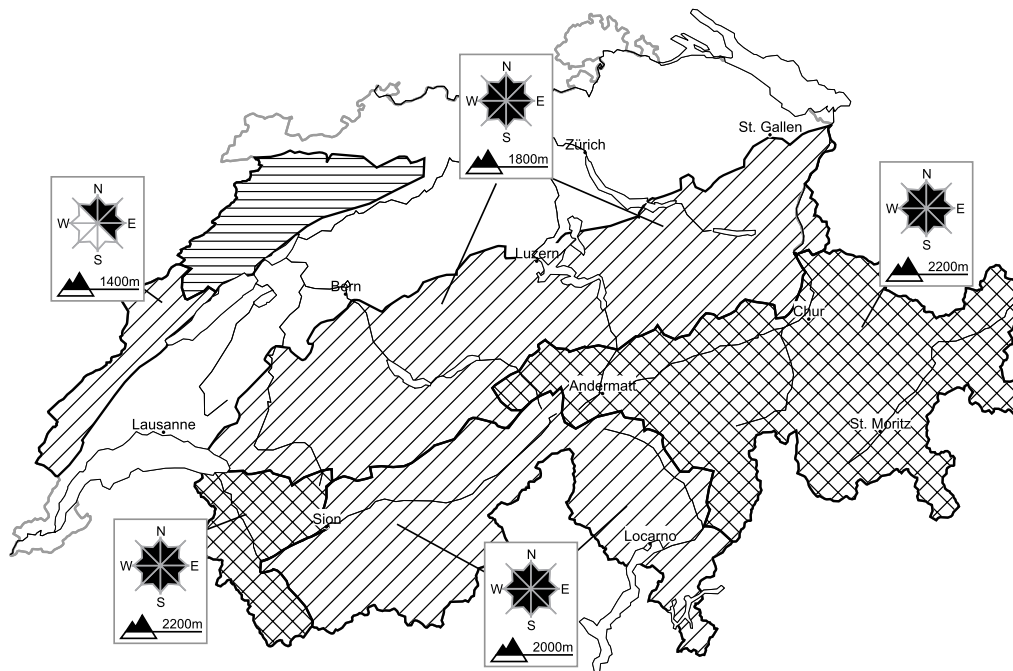 N
W E
S
1800m
St. Gallen
Zürich
N
W E
S
1400m
N
W E
S
2200m
Luzern
Bern
Chur
Andermatt
Lausanne
St. Moritz
Sion
Locarno
N
W E
S
2200m
N
W E
S
2000m